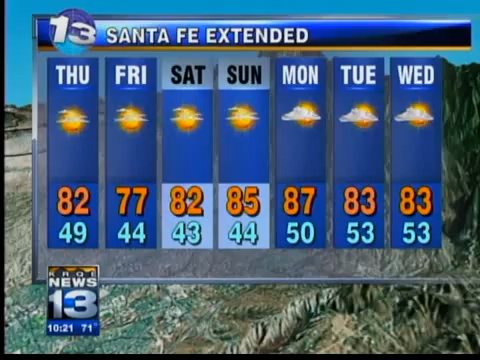 13 SANTA FE EXTENDED
THU FRI SAT SUN MON TUE WED
82 77 82 85 87 83 83
49 44 43 44 50 53 53
KRQE
NEWS
13
10:21 71°